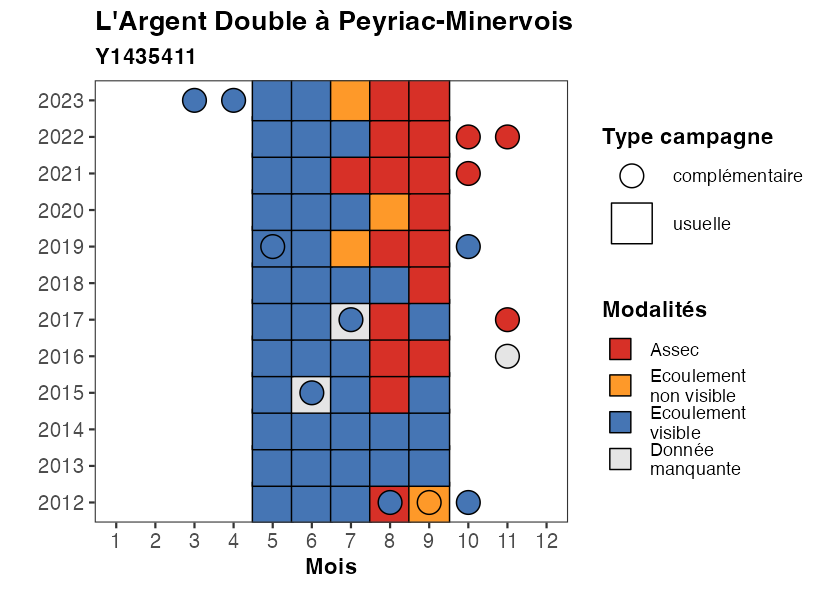 L'Argent Double à Peyriac-Minervois
Y1435411
2023
2022
2021
2020
2019
2018
2017
2016
2015
2014
2013
2012
1 2 3 4 5 6 7 8 9 10 11 12
Mois
Type campagne
complémentaire
usuelle
Modalités
Assec
Ecoulement
non visible
Ecoulement
visible
Donnée
manquante